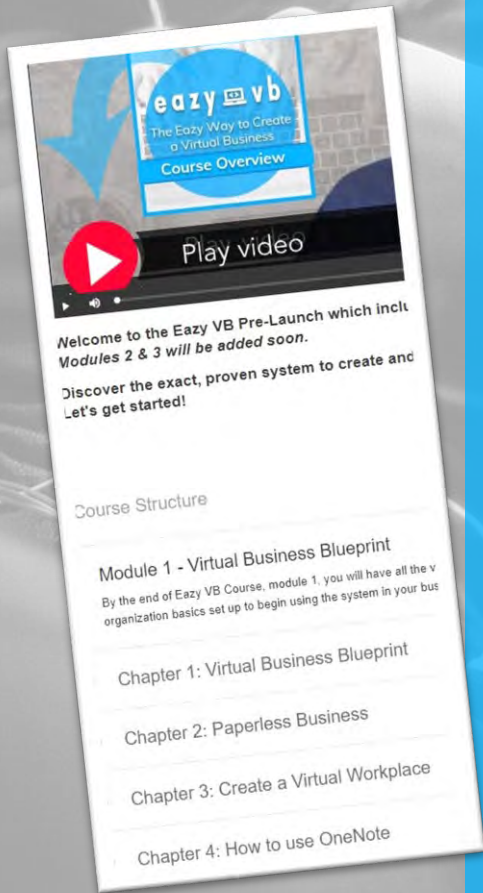 eazy vb
The Eazy Way to Create
a Virtual Business
Course Overview
Play video
Welcome to the Eazy VB Pre-Launch which
Modules 2 & 3 will be added soon.
Discover the exact, proven system to create and
Let's get started!
Course Structure
Module 1 - Virtual Business Blueprint
By the end of Eazy VB Course, module 1, you will have all the
organization basics set up to begin using the system in your
Chapter 1: Virtual Business Blueprint
Chapter 2: Paperless Business
Chapter 3: Create a Virtual Workplace
Chapter 4: How to use OneNote